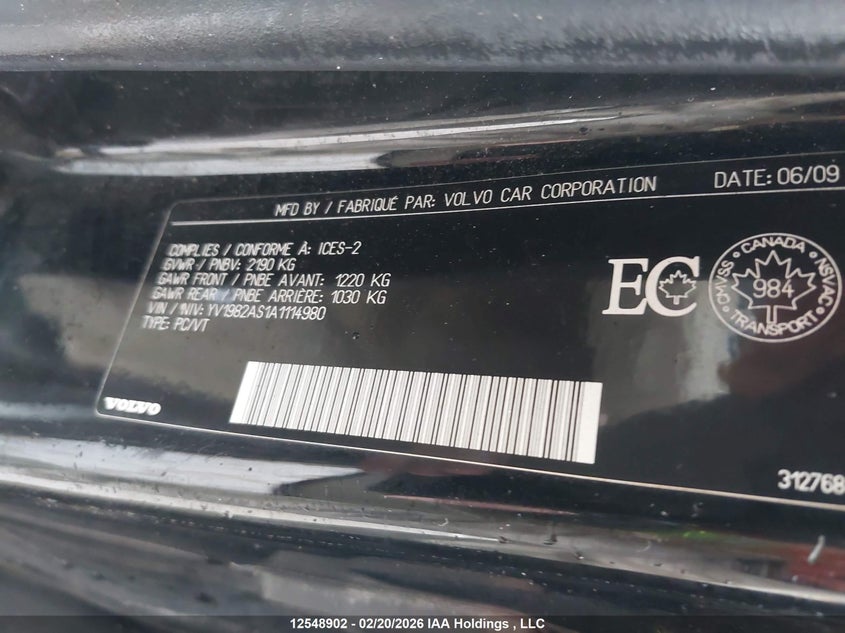 MFD BY / FABRIQUÉ PAR: VOLVO CAR CORPORATION DATE: 06/09
COMPLIES / CONFORME À: ICES-2
GVWR / PNBV: 2190 KG
GAWR FRONT / PNBE AVANT: 1220 KG
GAWR REAR / PNBE ARRIÈRE: 1030 KG
VIN / NIV: YV1982AS1A1114980
TYPE: PC/VT
EC
CANADA
CMVSS 984 NSVAC
TRANSPORT
VOLVO
312768
12548902 - 02/20/2026 IAA Holdings , LLC